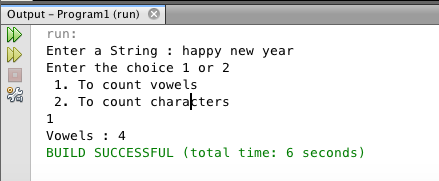 Output – Program1 (run)
run:
Enter a String : happy new year
Enter the choice 1 or 2
 1. To count vowels
 2. To count characters
1
Vowels : 4
BUILD SUCCESSFUL (total time: 6 seconds)